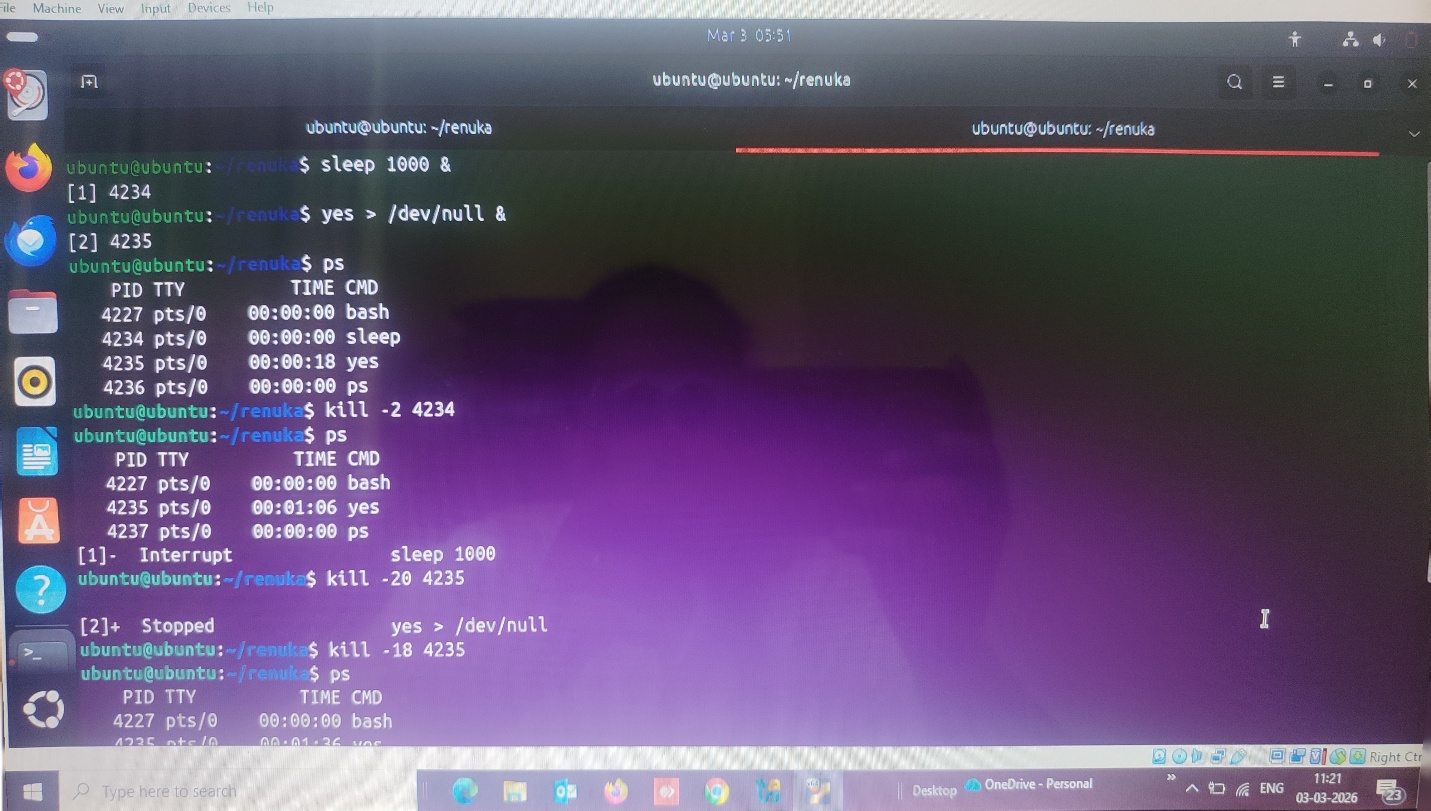 File Machine View Input Devices Help
Mar 3 05:51
ubuntu@ubuntu: ~/renuka
ubuntu@ubuntu: ~/renuka
ubuntu@ubuntu: ~/renuka
ubuntu@ubuntu:~/renuka$ sleep 1000 &
[1] 4234
ubuntu@ubuntu:~/renuka$ yes > /dev/null &
[2] 4235
ubuntu@ubuntu:~/renuka$ ps
PID TTY TIME CMD
4227 pts/0 00:00:00 bash
4234 pts/0 00:00:00 sleep
4235 pts/0 00:00:18 yes
4236 pts/0 00:00:00 ps
ubuntu@ubuntu:~/renuka$ kill -2 4234
ubuntu@ubuntu:~/renuka$ ps
PID TTY TIME CMD
4227 pts/0 00:00:00 bash
4235 pts/0 00:01:06 yes
4237 pts/0 00:00:00 ps
[1]- Interrupt sleep 1000
ubuntu@ubuntu:~/renuka$ kill -20 4235
[2]+ Stopped yes > /dev/null
ubuntu@ubuntu:~/renuka$ kill -18 4235
ubuntu@ubuntu:~/renuka$ ps
PID TTY TIME CMD
4227 pts/0 00:00:00 bash
4235 pts/0 00:01:36 yes
Right Ctr
Type here to search
Desktop
OneDrive - Personal
ENG
11:21
03-03-2026
23